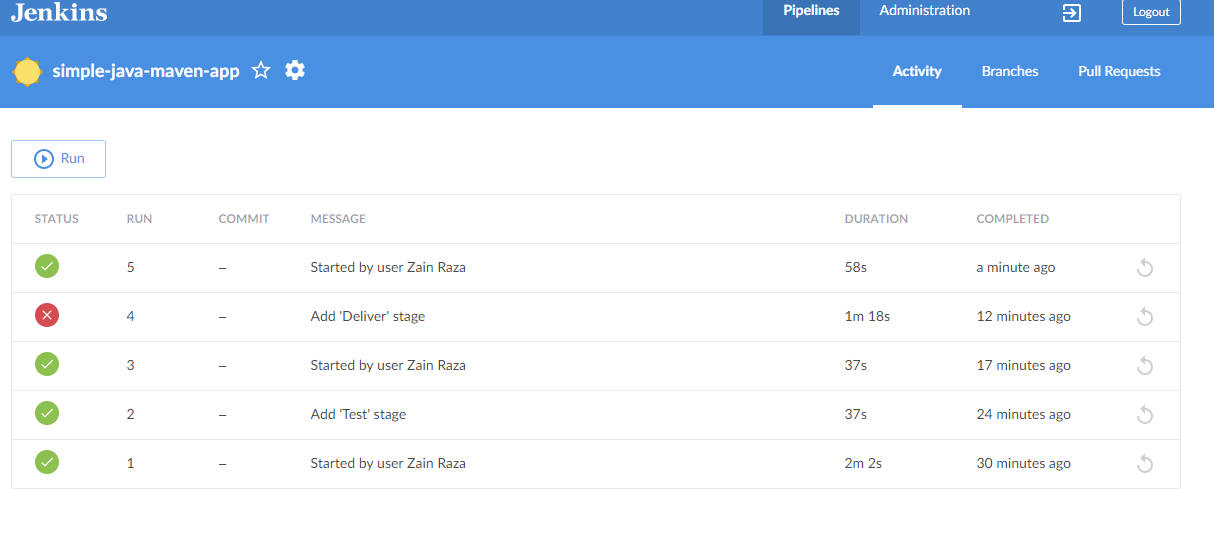 Jenkins Pipelines Administration Logout
simple-java-maven-app Activity Branches Pull Requests
Run
STATUS RUN COMMIT MESSAGE DURATION COMPLETED
5 – Started by user Zain Raza 58s a minute ago
4 – Add 'Deliver' stage 1m 18s 12 minutes ago
3 – Started by user Zain Raza 37s 17 minutes ago
2 – Add 'Test' stage 37s 24 minutes ago
1 – Started by user Zain Raza 2m 2s 30 minutes ago